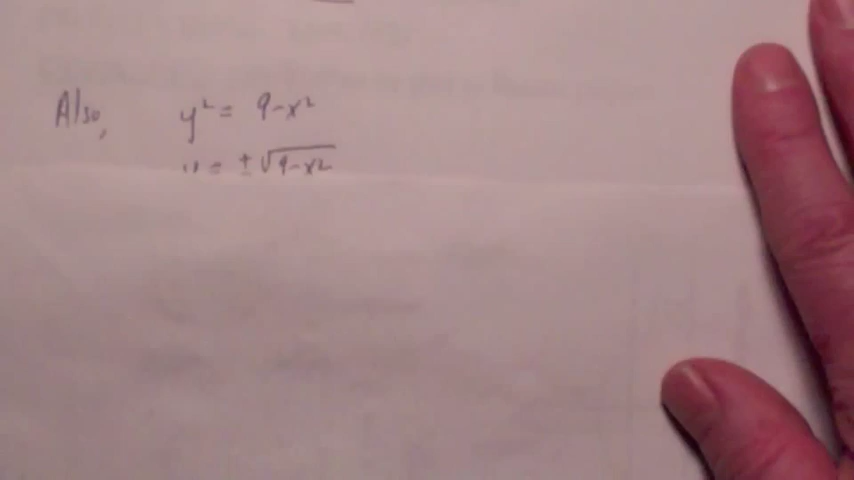 Also, y² = 9-x²
y = ±√9-x²